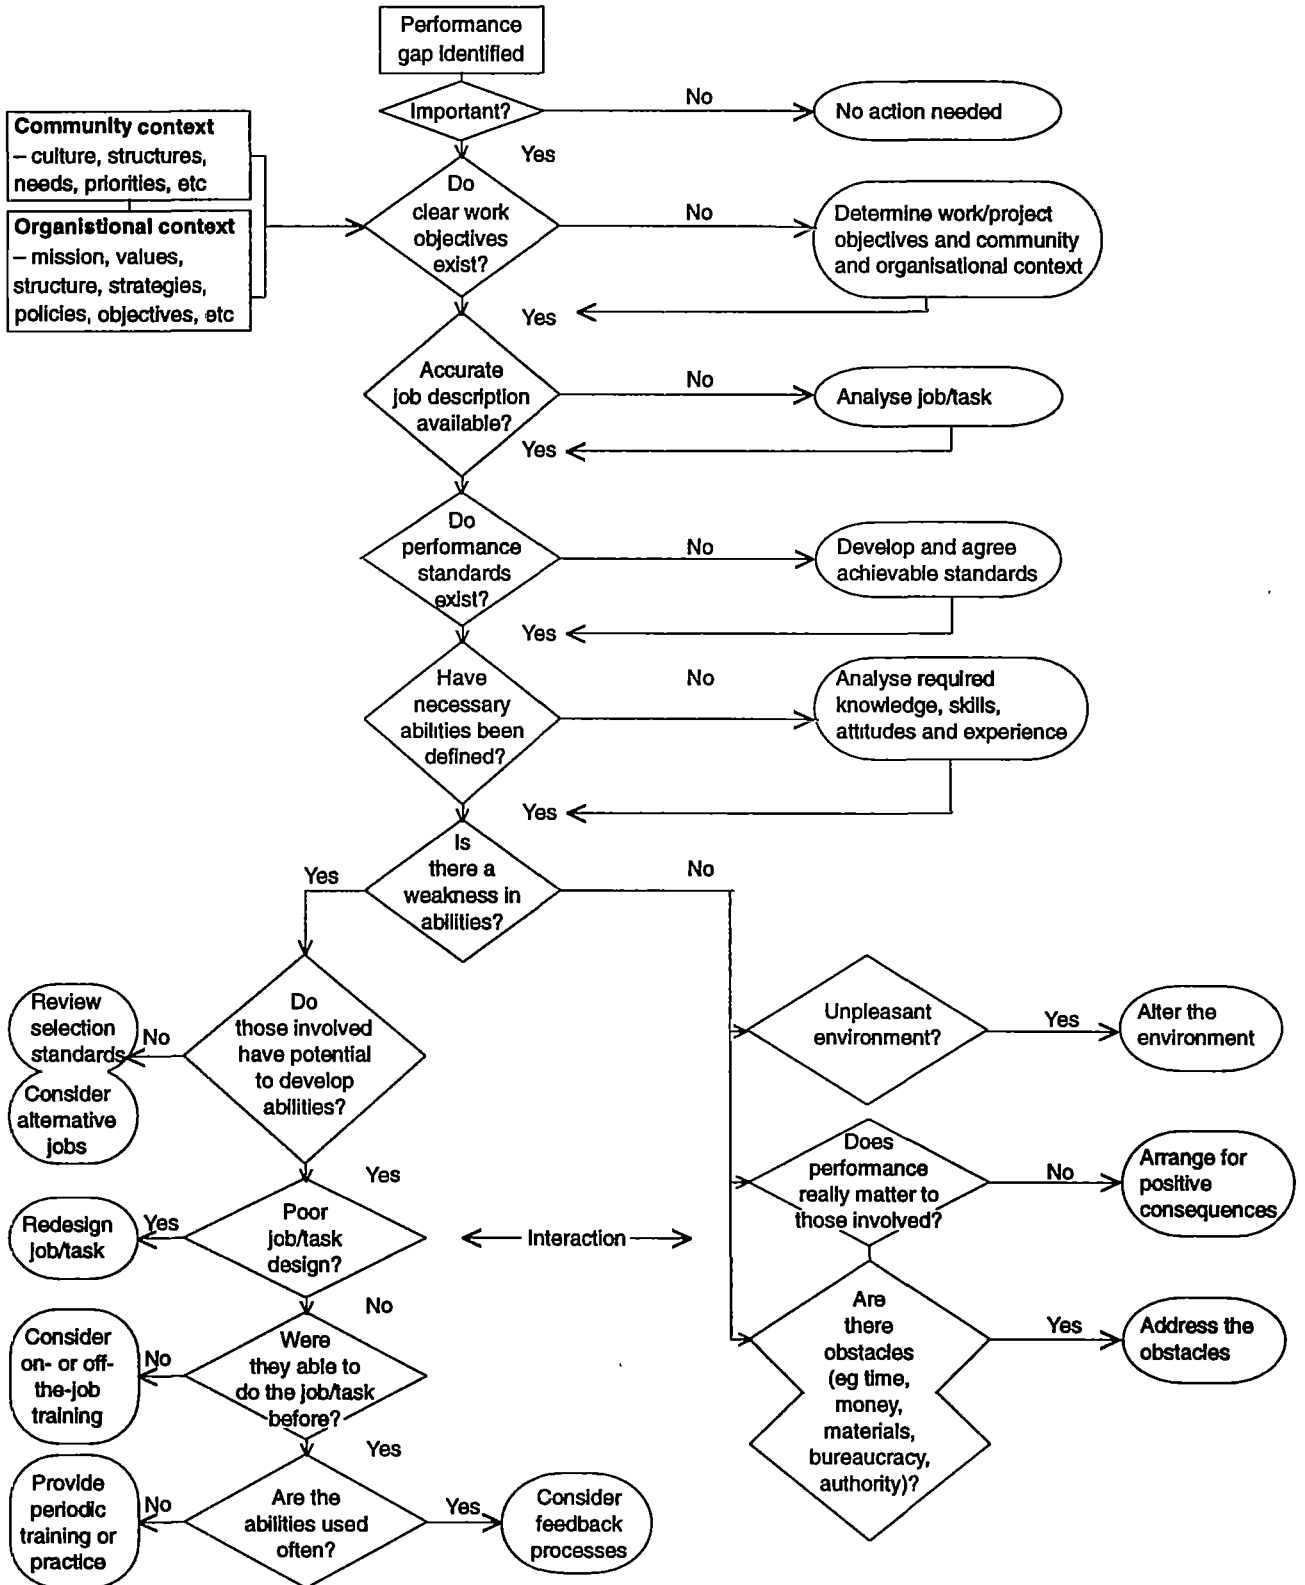 Performance
gap identified
Important?
No
No action needed
Yes
Community context
– culture, structures,
needs, priorities, etc
Organistional context
– mission, values,
structure, strategies,
policies, objectives, etc
Do
clear work
objectives
exist?
No
Determine work/project
objectives and community
and organisational context
Yes
Accurate
job description
available?
No
Analyse job/task
Yes
Do
performance
standards
exist?
No
Develop and agree
achievable standards
Yes
Have
necessary
abilities been
defined?
No
Analyse required
knowledge, skills,
attitudes and experience
Yes
Is
there a
weakness in
abilities?
Yes
No
Do
those involved
have potential
to develop
abilities?
No
Review
selection
standards
Consider
alternative
jobs
Yes
Poor
job/task
design?
Yes
Redesign
job/task
No
Were
they able to
do the job/task
before?
No
Consider
on- or off-
the-job
training
Yes
Are the
abilities used
often?
No
Provide
periodic
training or
practice
Yes
Consider
feedback
processes
Interaction
Unpleasant
environment?
Yes
Alter the
environment
Does
performance
really matter to
those involved?
No
Arrange for
positive
consequences
Are
there
obstacles
(eg time,
money,
materials,
bureaucracy,
authority)?
Yes
Address the
obstacles